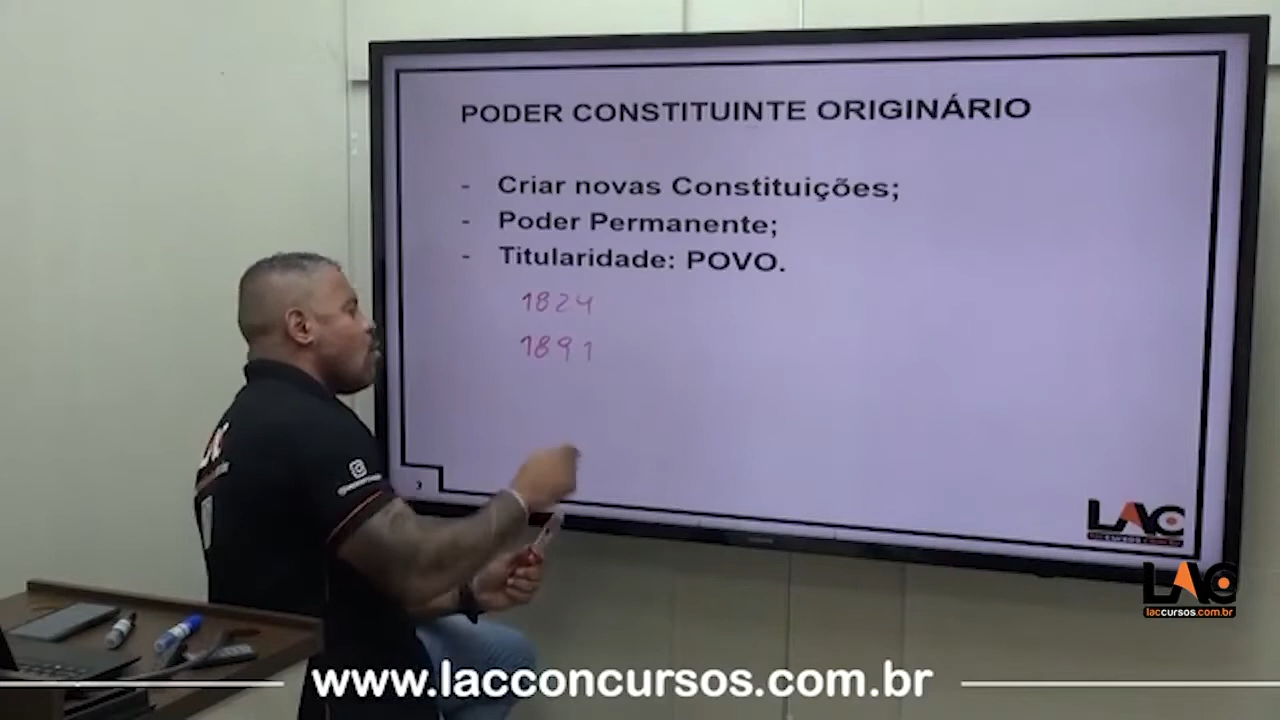 PODER CONSTITUINTE ORIGINÁRIO
- Criar novas Constituições;
- Poder Permanente;
- Titularidade: POVO.
1824
1891
3
LAC
LAC
laccursos.com.br
www.lacconcursos.com.br